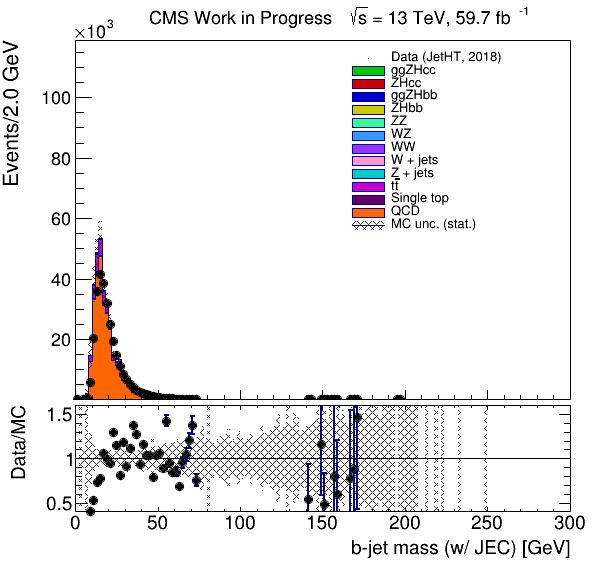 CMS Work in Progress √s = 13 TeV, 59.7 fb⁻¹
×10³
Events/2.0 GeV
100
80
60
40
20
Data (JetHT, 2018)
ggZHcc
ZHcc
ggZHbb
ZHbb
ZZ
WZ
WW
W + jets
Z + jets
tt̄
Single top
QCD
MC unc. (stat.)
Data/MC
1.5
1
0.5
0 50 100 150 200 250 300
b-jet mass (w/ JEC) [GeV]